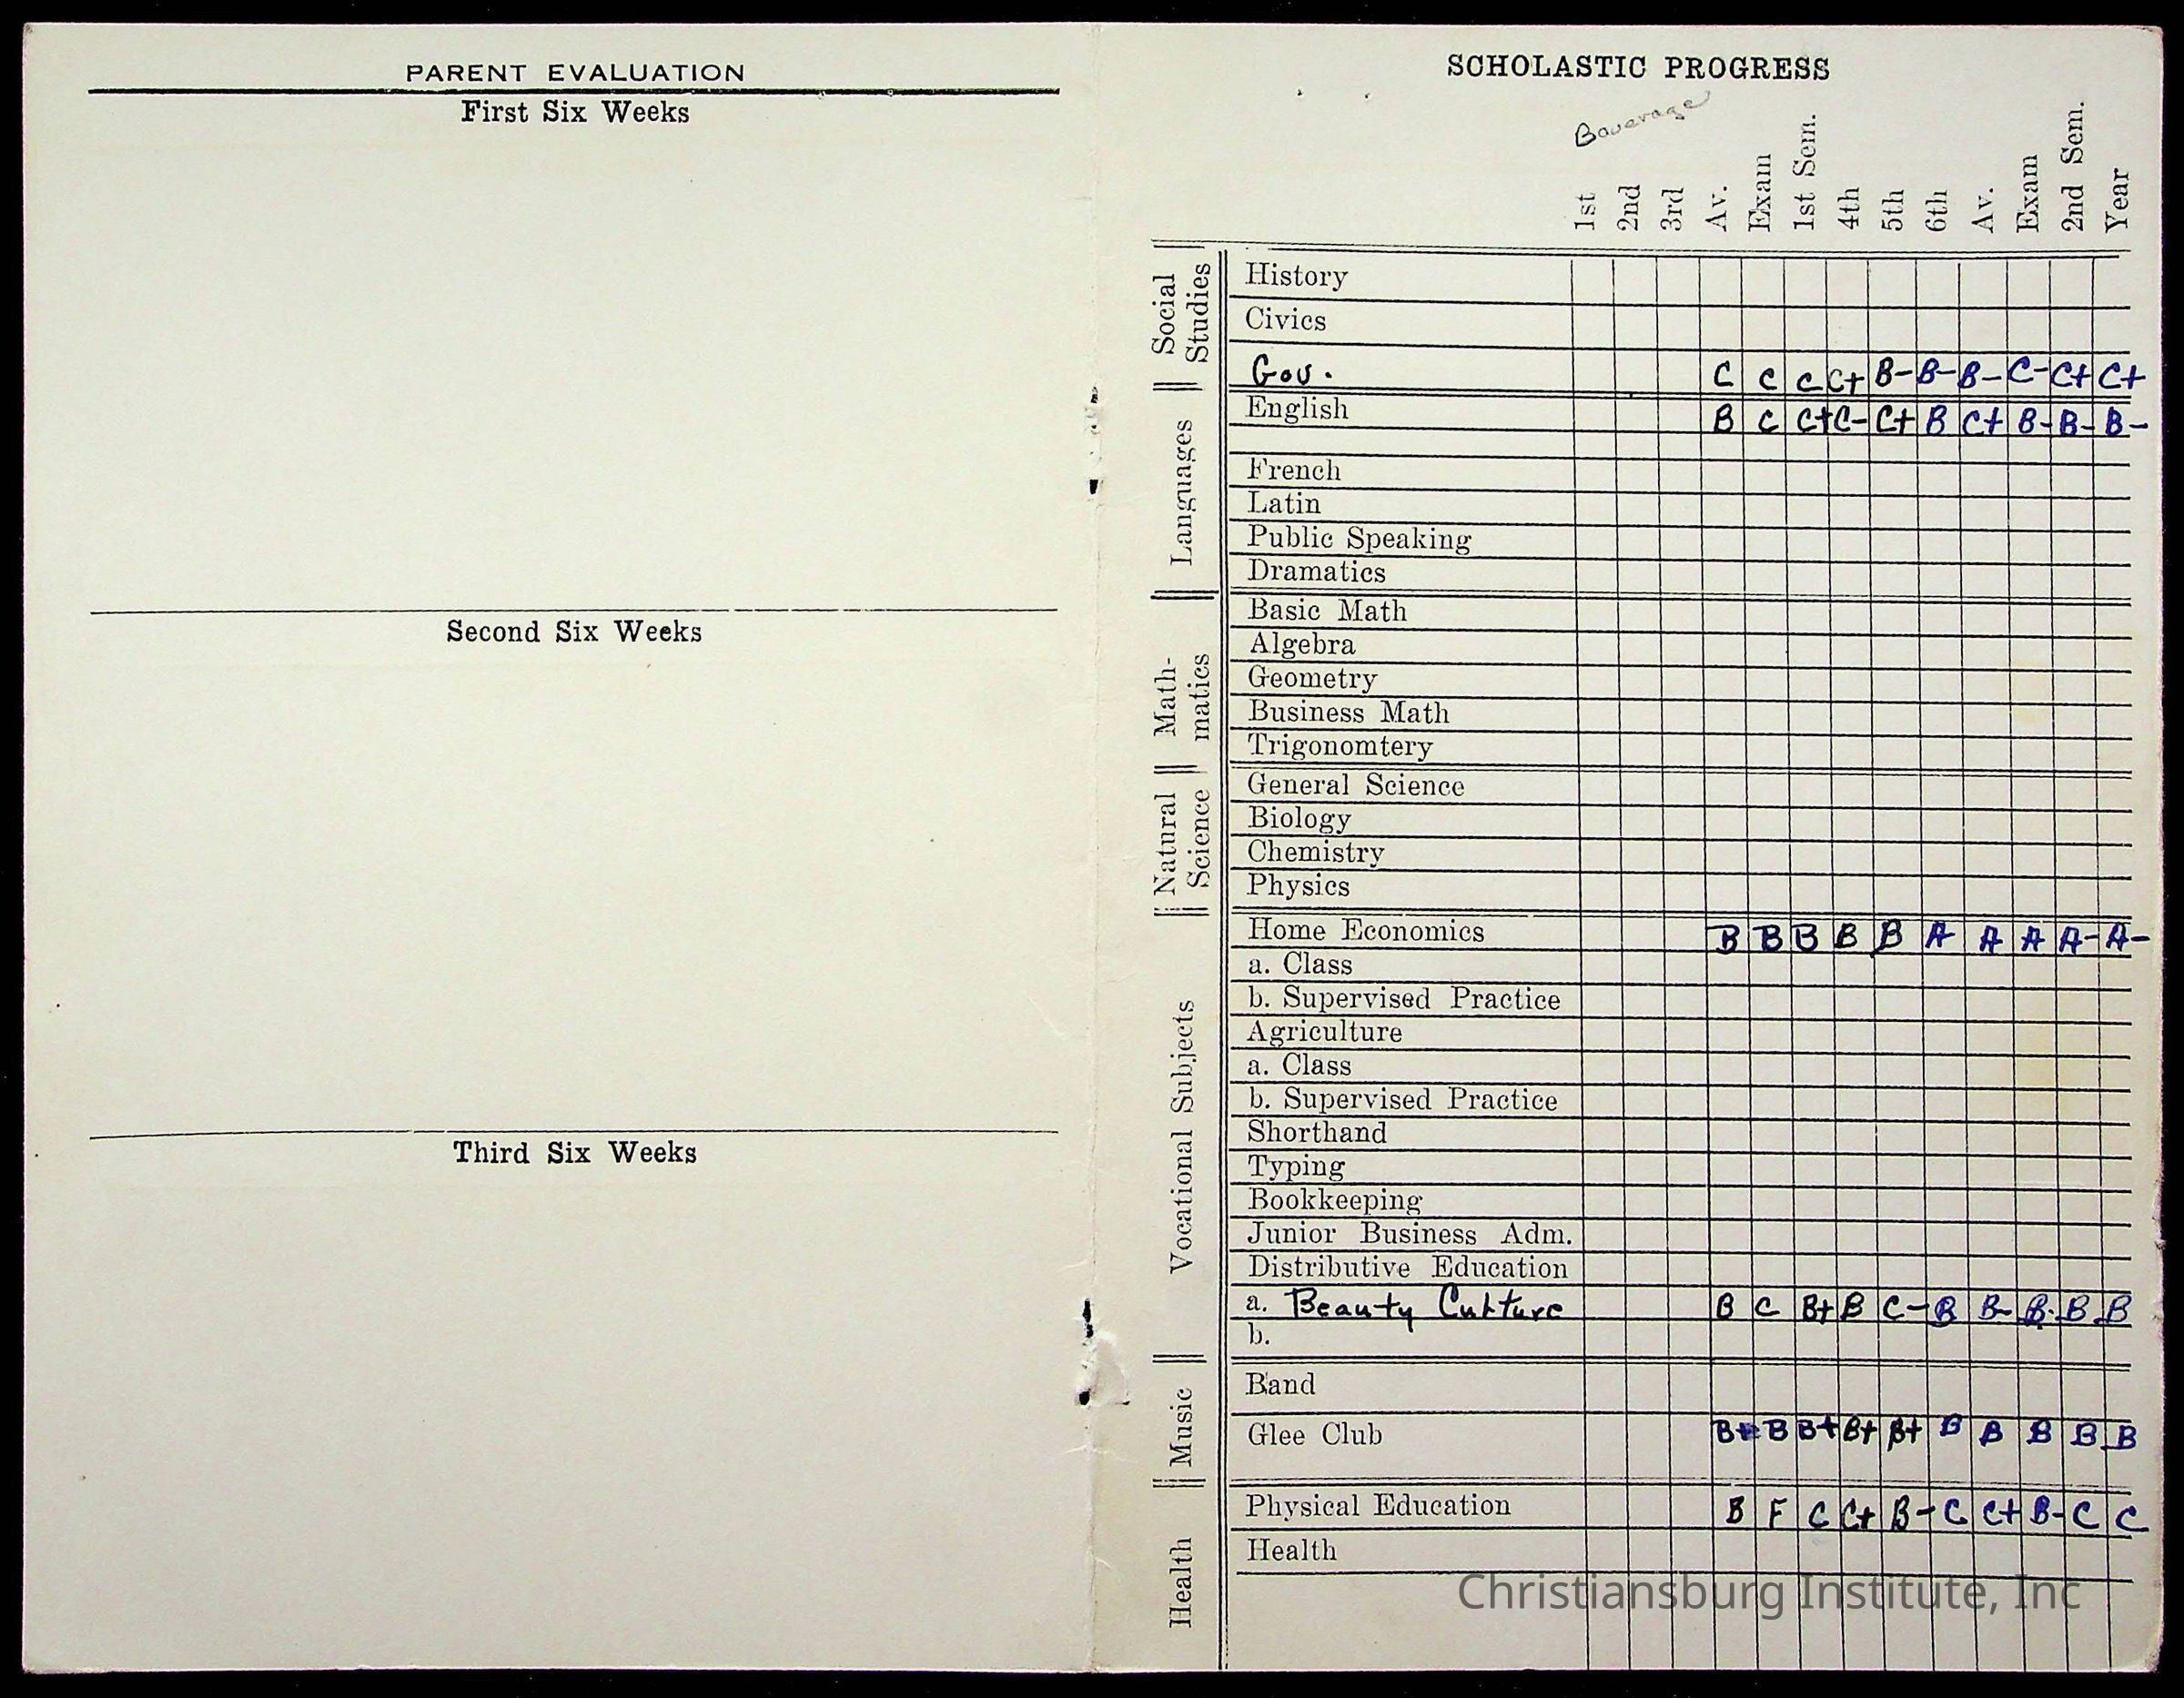 PARENT EVALUATION
First Six Weeks
Second Six Weeks
Third Six Weeks
SCHOLASTIC PROGRESS
1st 2nd 3rd Av. Exam 1st Sem. 4th 5th 6th Av. Exam 2nd Sem. Year
Social Studies
History
Civics
Gov. C C C C+ B- B- B- C- C+ C+
Languages
English B C C+ C- C+ B C+ B- B- B-
French
Latin
Public Speaking
Dramatics
Math-
matics
Basic Math
Algebra
Geometry
Business Math
Trigonomtery
Natural Science
General Science
Biology
Chemistry
Physics
Vocational Subjects
Home Economics B B B B B A A A A- A-
a. Class
b. Supervised Practice
Agriculture
a. Class
b. Supervised Practice
Shorthand
Typing
Bookkeeping
Junior Business Adm.
Distributive Education
a. Beauty Culture B C B+ B C- B B- B- B B
b.
Music
Band
Glee Club B+ B B+ B+ B+ B B B B B
Health
Physical Education B F C C+ B- C C+ B- C C
Health
Christiansburg Institute, Inc